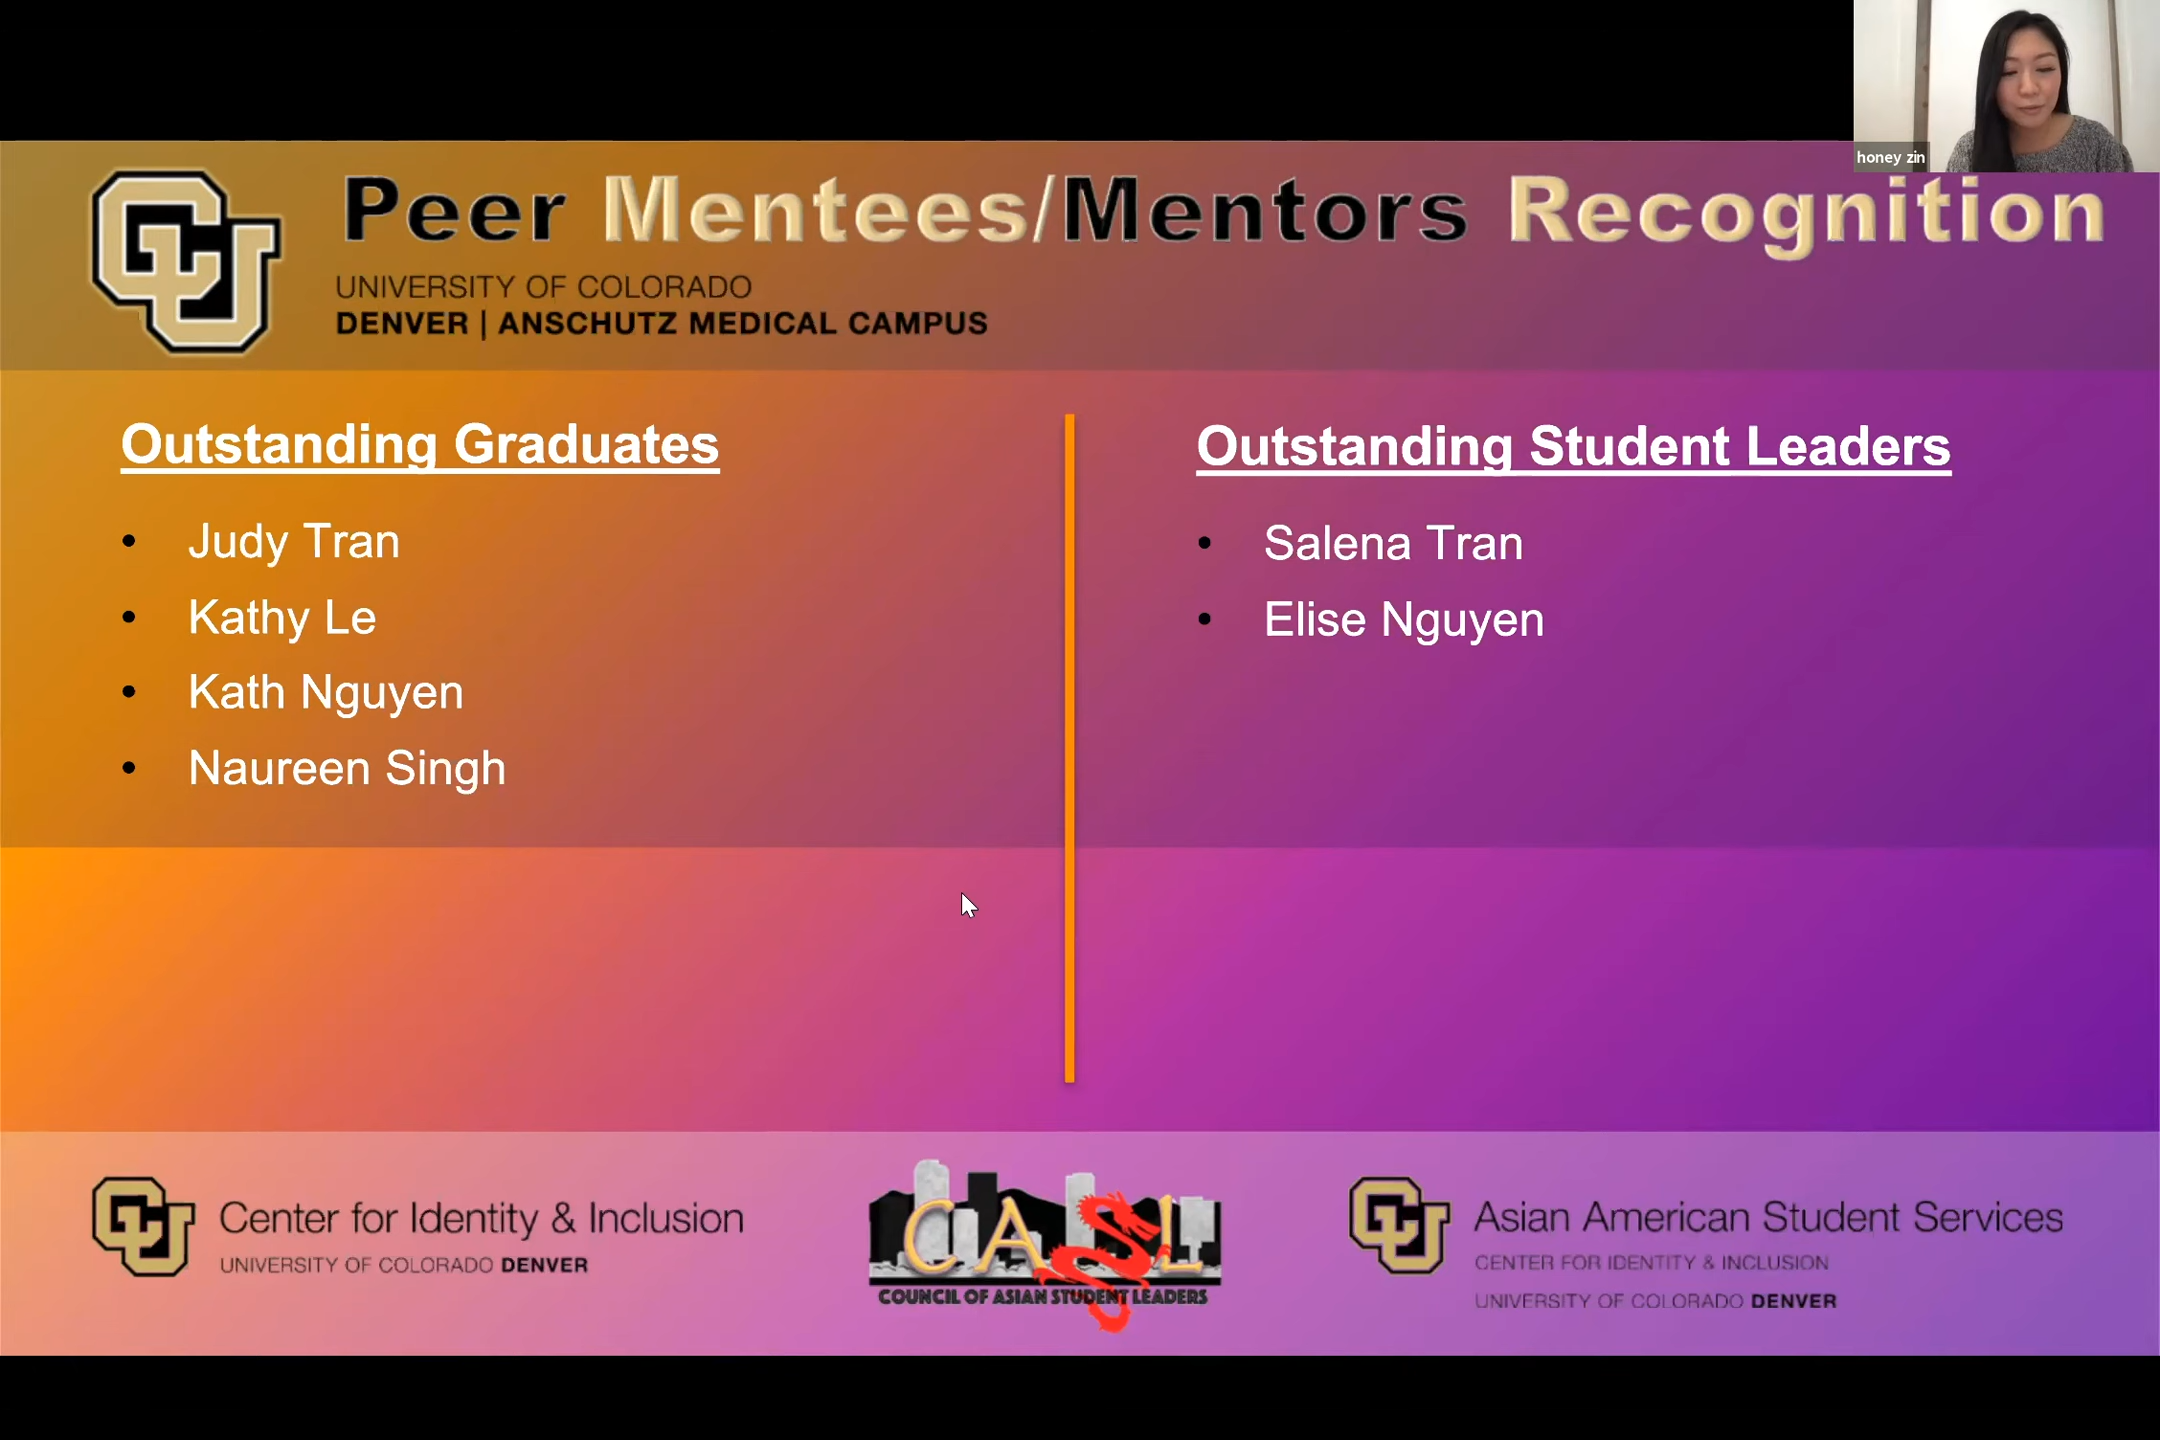 honey zin
Peer Mentees/Mentors Recognition
UNIVERSITY OF COLORADO
DENVER | ANSCHUTZ MEDICAL CAMPUS
Outstanding Graduates
• Judy Tran
• Kathy Le
• Kath Nguyen
• Naureen Singh
Outstanding Student Leaders
• Salena Tran
• Elise Nguyen
CU
Center for Identity & Inclusion
UNIVERSITY OF COLORADO DENVER
CASL
COUNCIL OF ASIAN STUDENT LEADERS
CU
Asian American Student Services
CENTER FOR IDENTITY & INCLUSION
UNIVERSITY OF COLORADO DENVER